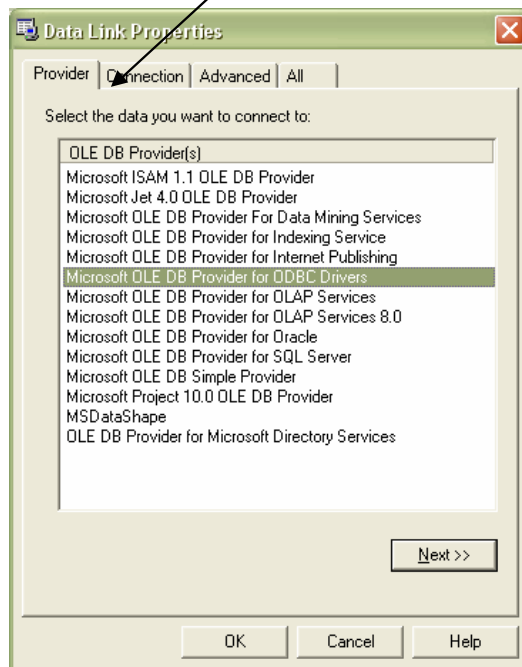 Data Link Properties
Provider Connection Advanced All
Select the data you want to connect to:
OLE DB Provider(s)
Microsoft ISAM 1.1 OLE DB Provider
Microsoft Jet 4.0 OLE DB Provider
Microsoft OLE DB Provider For Data Mining Services
Microsoft OLE DB Provider for Indexing Service
Microsoft OLE DB Provider for Internet Publishing
Microsoft OLE DB Provider for ODBC Drivers
Microsoft OLE DB Provider for OLAP Services
Microsoft OLE DB Provider for OLAP Services 8.0
Microsoft OLE DB Provider for Oracle
Microsoft OLE DB Provider for SQL Server
Microsoft OLE DB Simple Provider
Microsoft Project 10.0 OLE DB Provider
MSDataShape
OLE DB Provider for Microsoft Directory Services
Next >>
OK Cancel Help